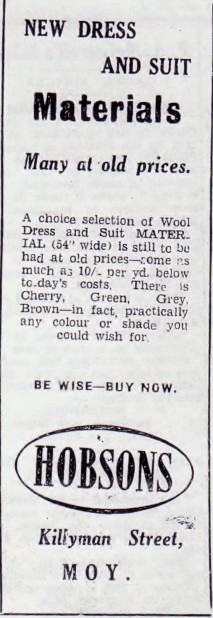 NEW DRESS
AND SUIT
Materials
Many at old prices.
A choice selection of Wool
Dress and Suit MATER-
IAL (54" wide) is still to be
had at old prices—some as
much as 10/- per yd. below
to-day's costs. There is
Cherry, Green, Grey,
Brown—in fact, practically
any colour or shade you
could wish for.
BE WISE—BUY NOW.
HOBSONS
Killyman Street,
MOY.